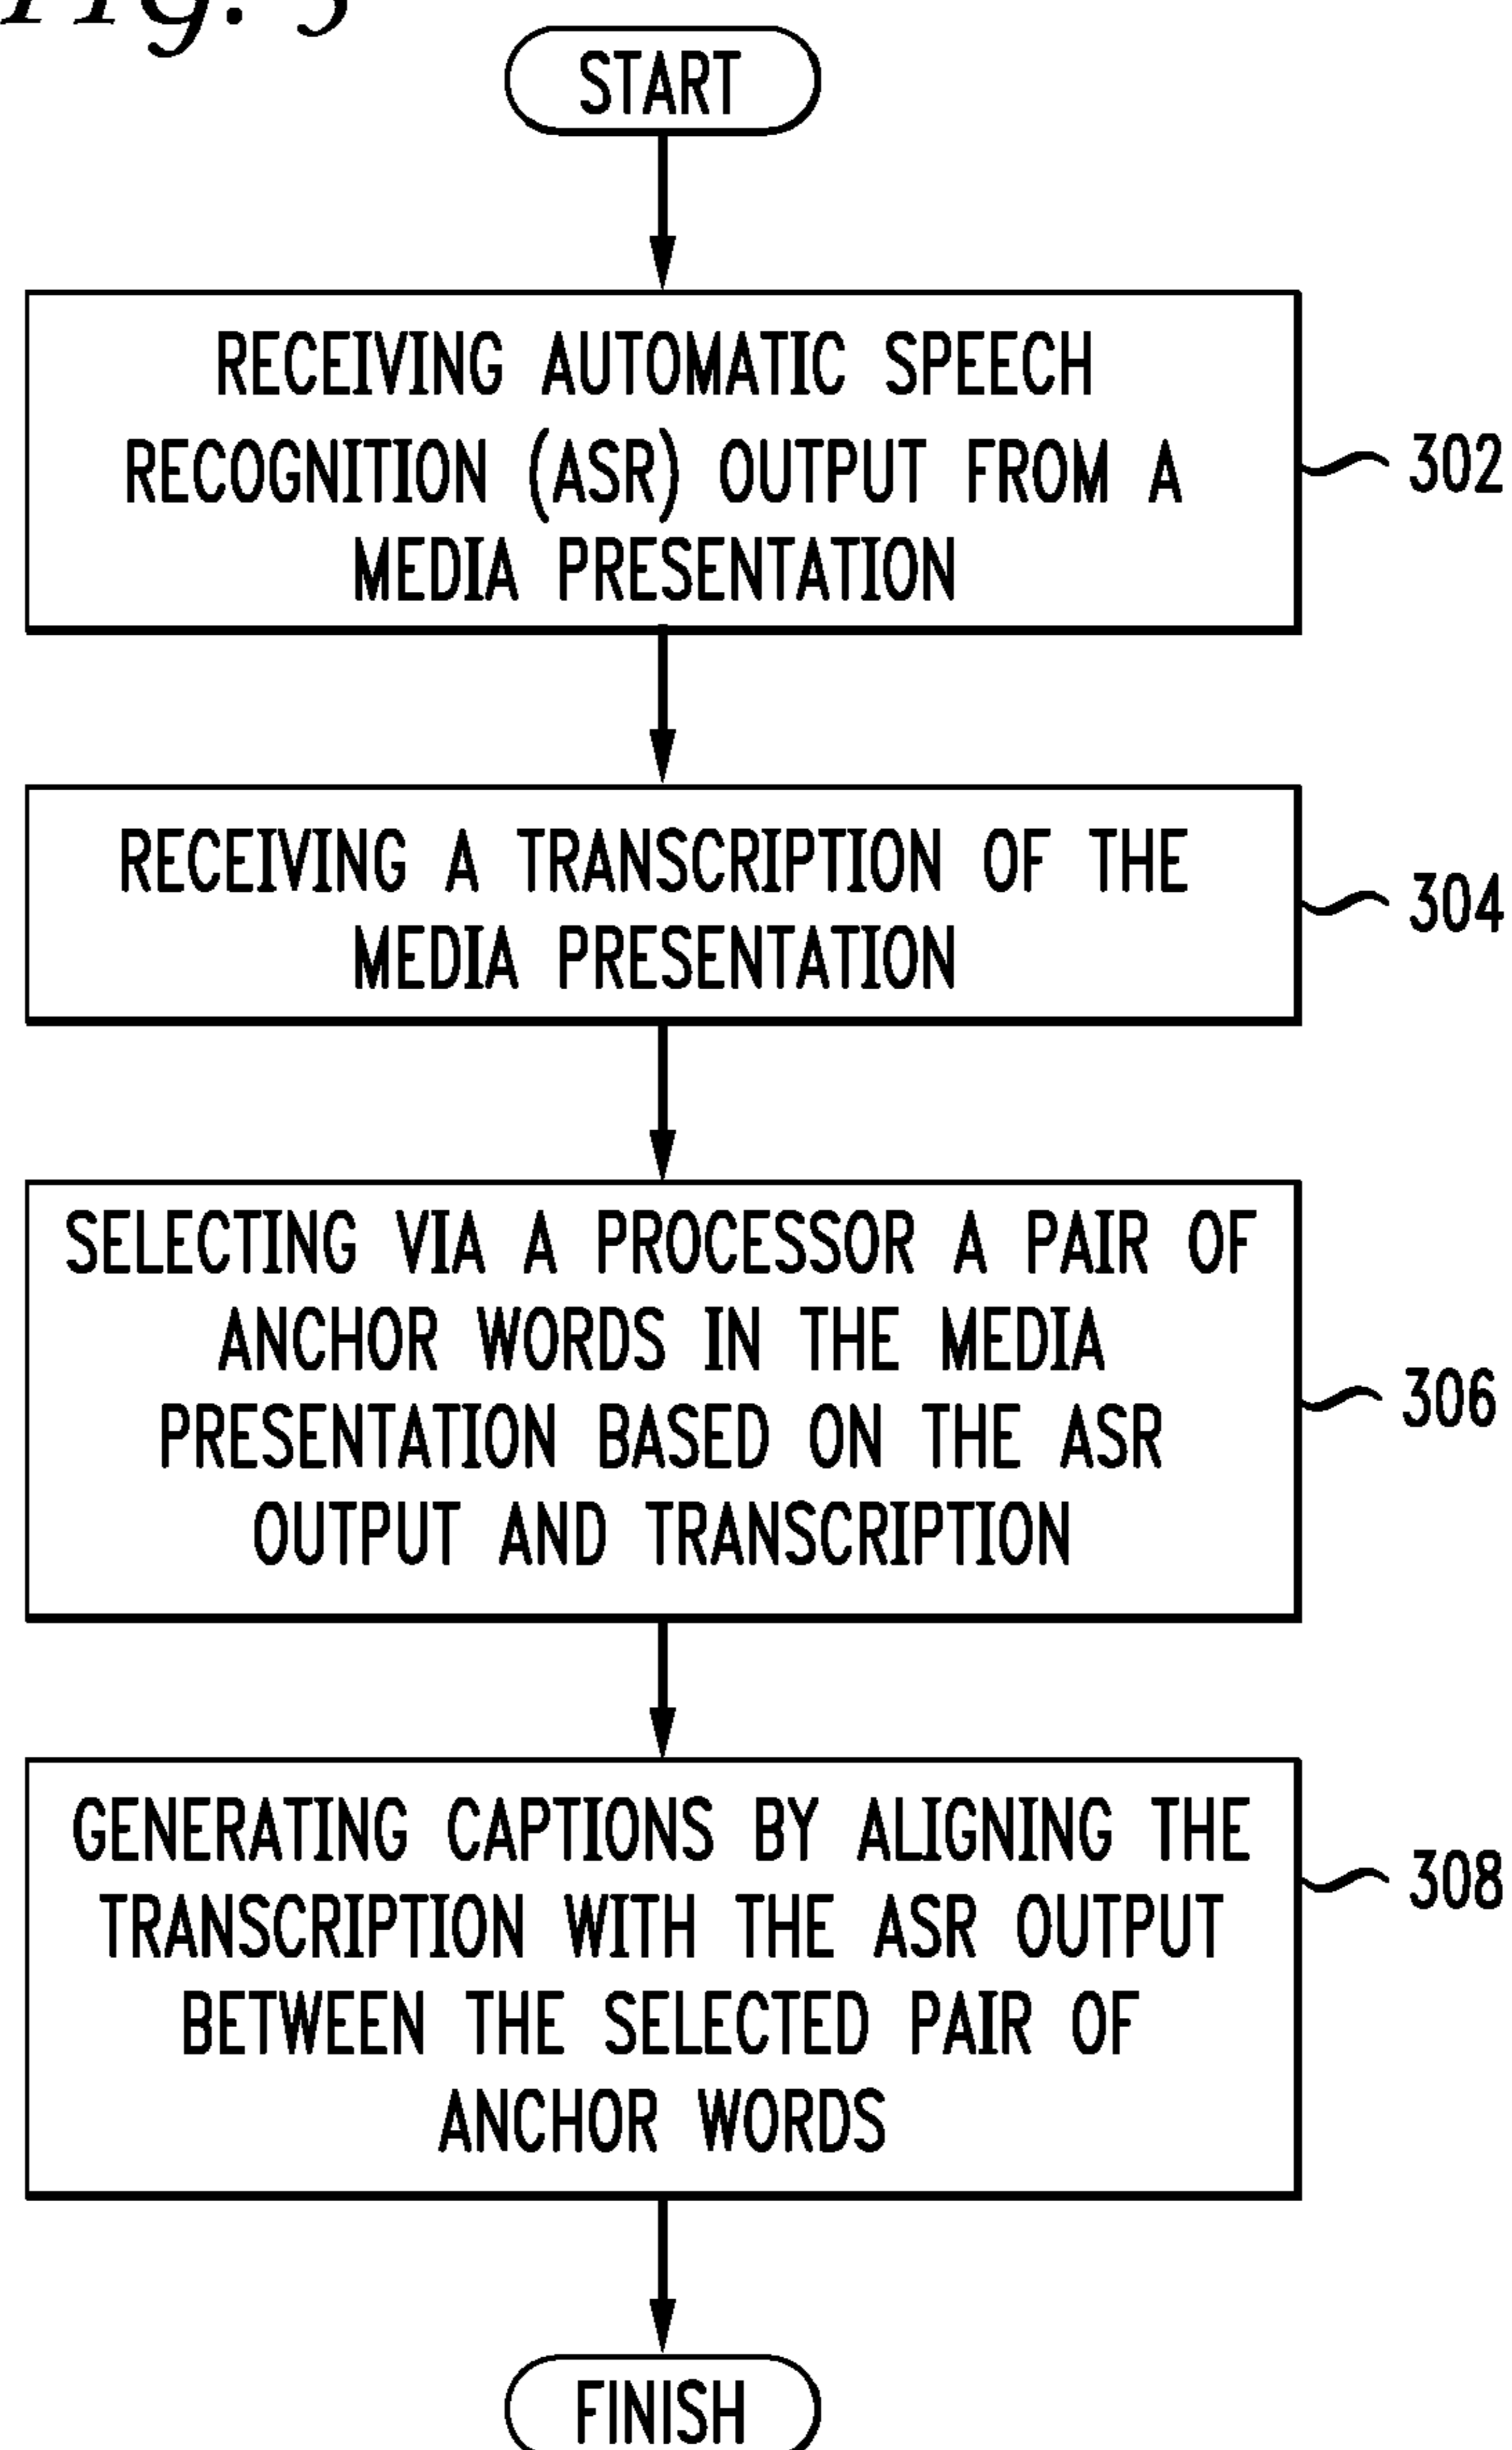 Fig. 3
START
RECEIVING AUTOMATIC SPEECH
RECOGNITION (ASR) OUTPUT FROM A
MEDIA PRESENTATION
302
RECEIVING A TRANSCRIPTION OF THE
MEDIA PRESENTATION
304
SELECTING VIA A PROCESSOR A PAIR OF
ANCHOR WORDS IN THE MEDIA
PRESENTATION BASED ON THE ASR
OUTPUT AND TRANSCRIPTION
306
GENERATING CAPTIONS BY ALIGNING THE
TRANSCRIPTION WITH THE ASR OUTPUT
BETWEEN THE SELECTED PAIR OF
ANCHOR WORDS
308
FINISH